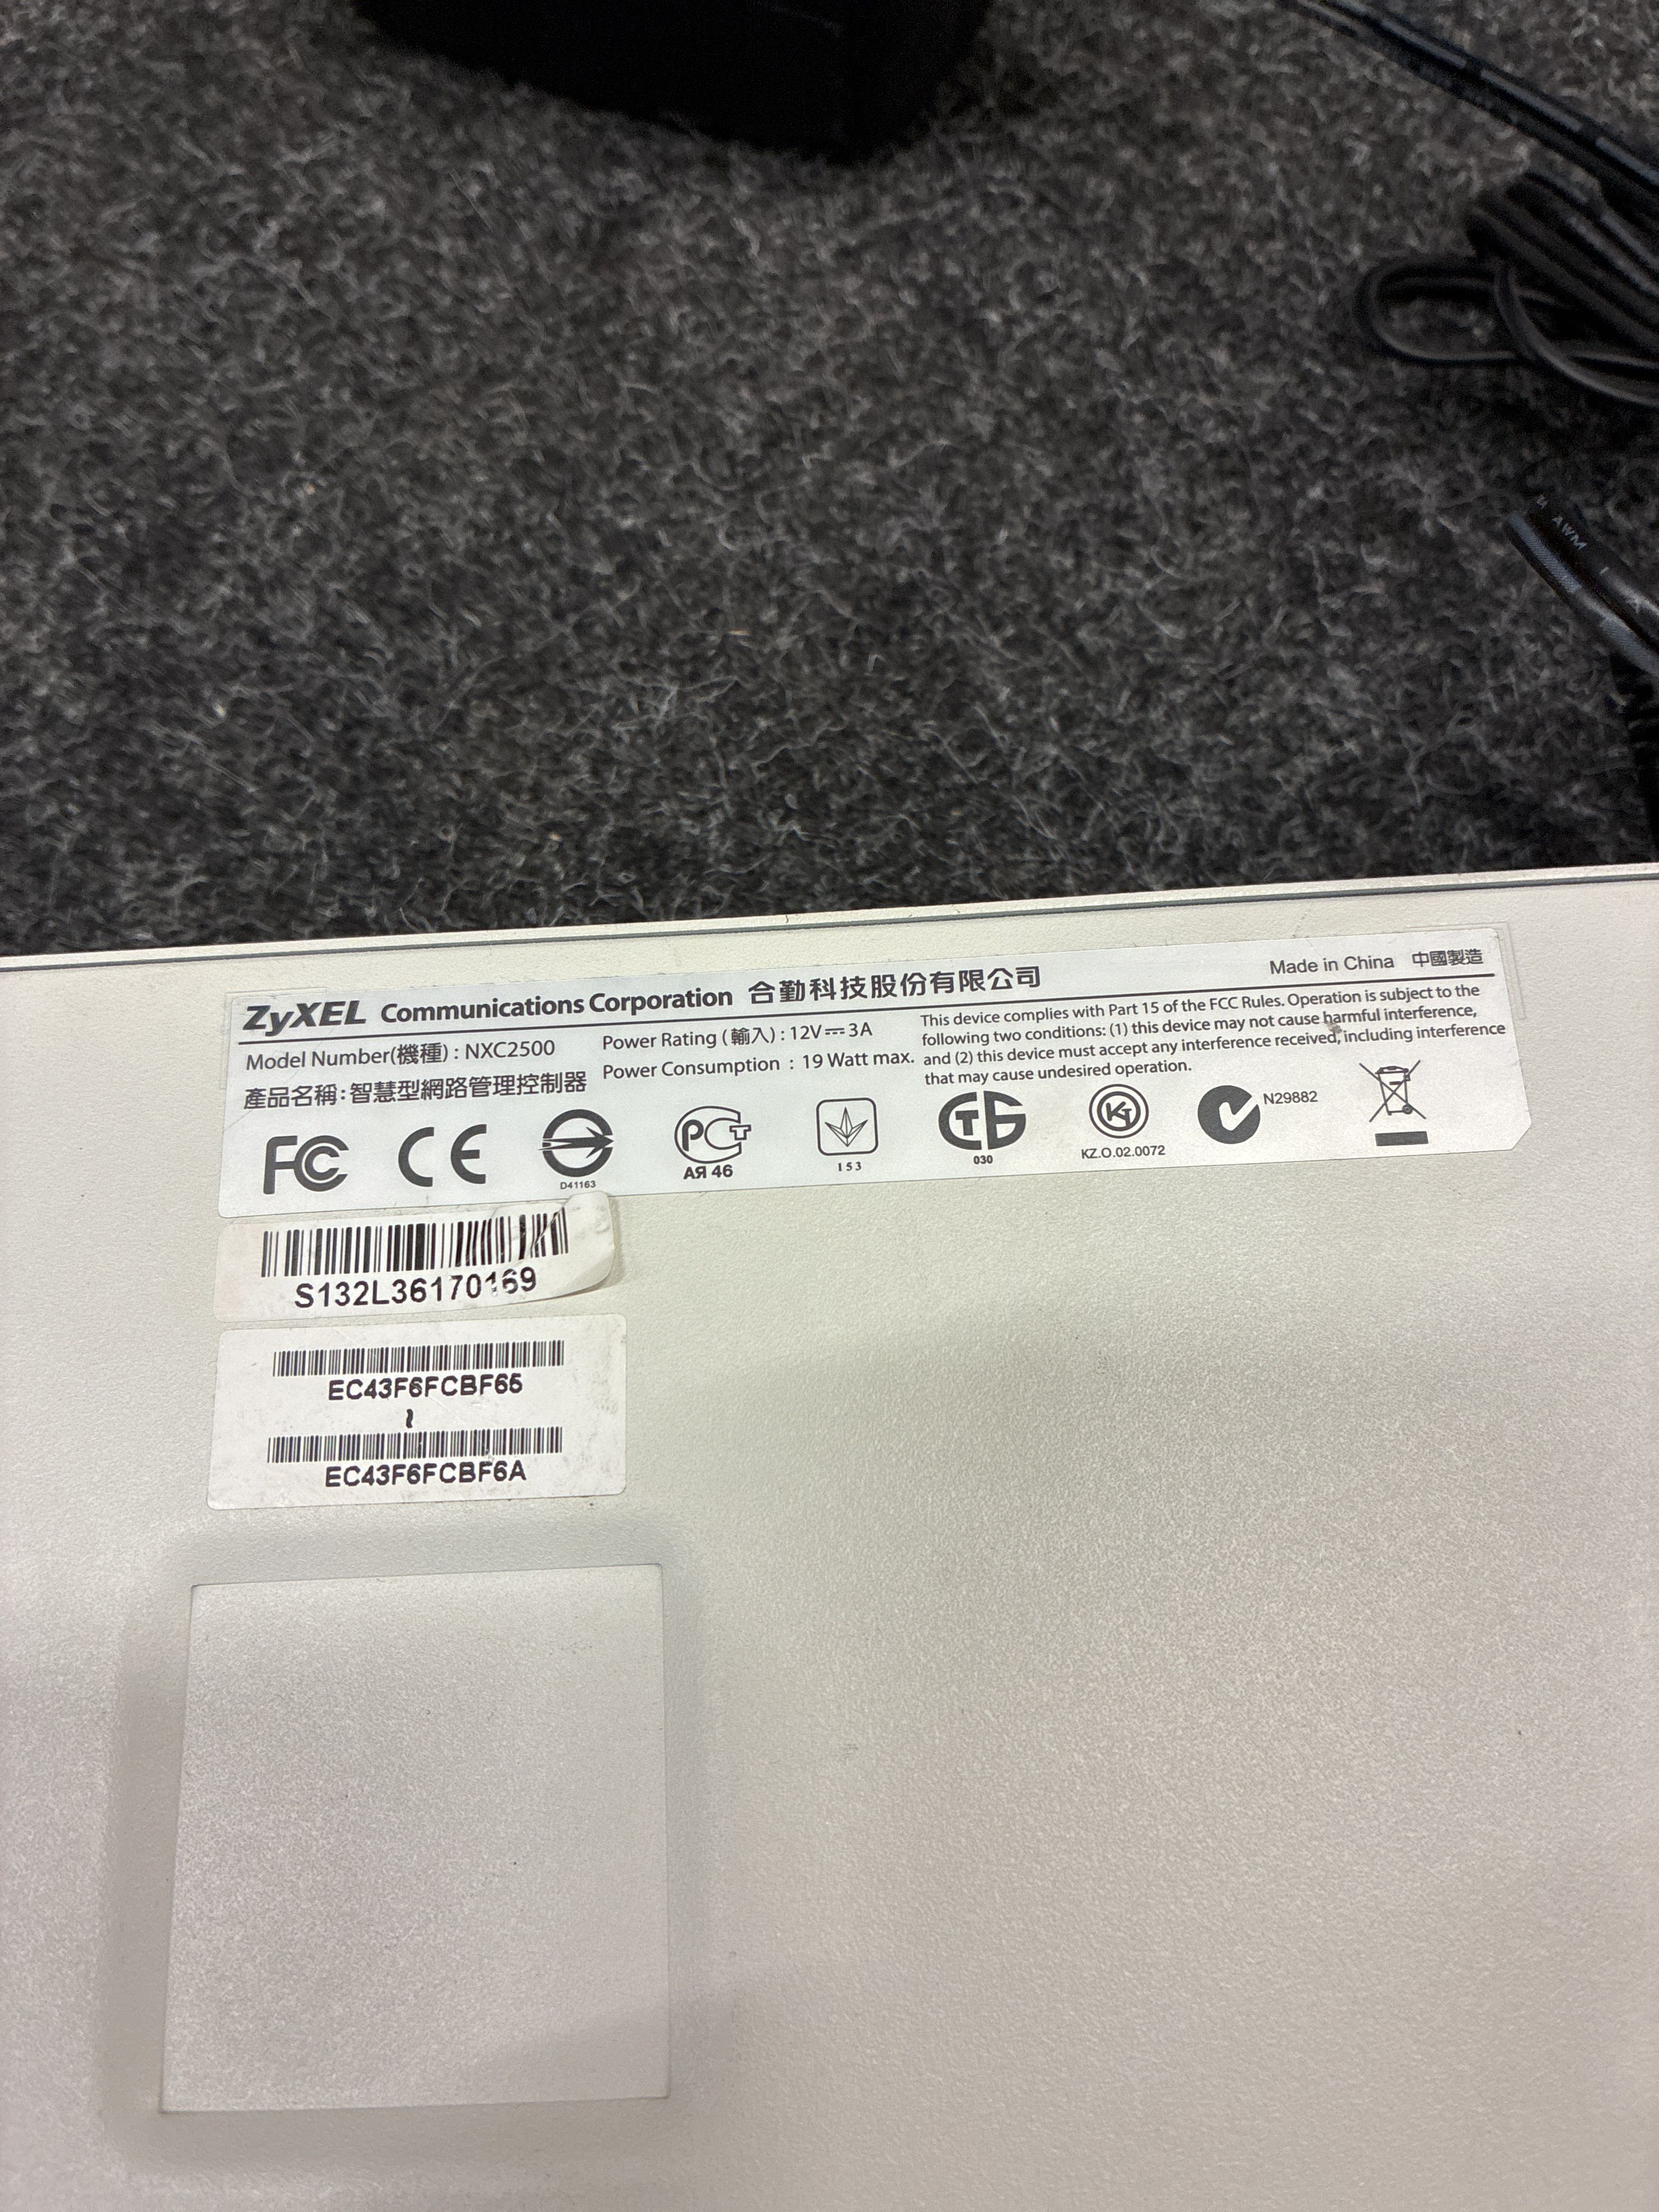 ZyXEL Communications Corporation 合勤科技股份有限公司
Made in China 中國製造
Model Number(機種) : NXC2500
產品名稱:智慧型網路管理控制器
Power Rating (輸入) : 12V⎓3A
Power Consumption : 19 Watt max.
This device complies with Part 15 of the FCC Rules. Operation is subject to the
following two conditions: (1) this device may not cause harmful interference,
and (2) this device must accept any interference received, including interference
that may cause undesired operation.
FC CE
D41163
РСТ
АЯ 46
153
030
KZ.O.02.0072
N29882
S132L36170169
EC43F6FCBF65
~
EC43F6FCBF6A
AWM